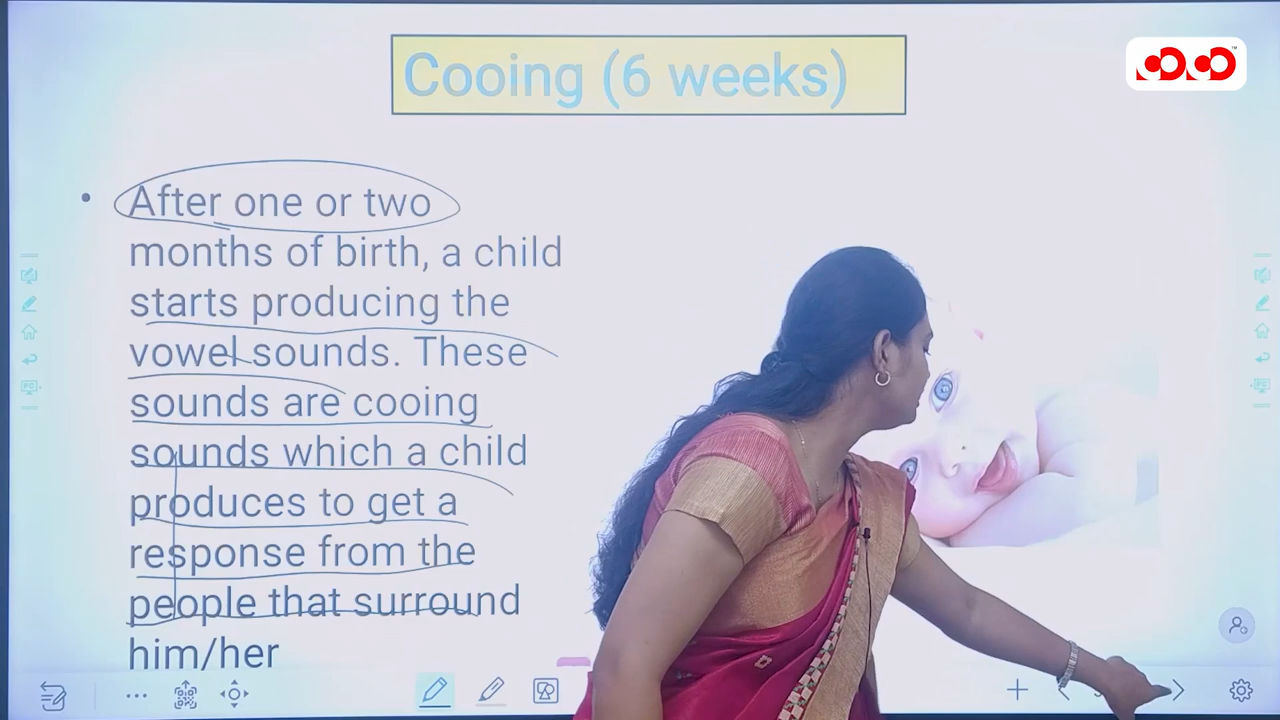 Cooing (6 weeks)
• After one or two
months of birth, a child
starts producing the
vowel sounds. These
sounds are cooing
sounds which a child
produces to get a
response from the
people that surround
him/her